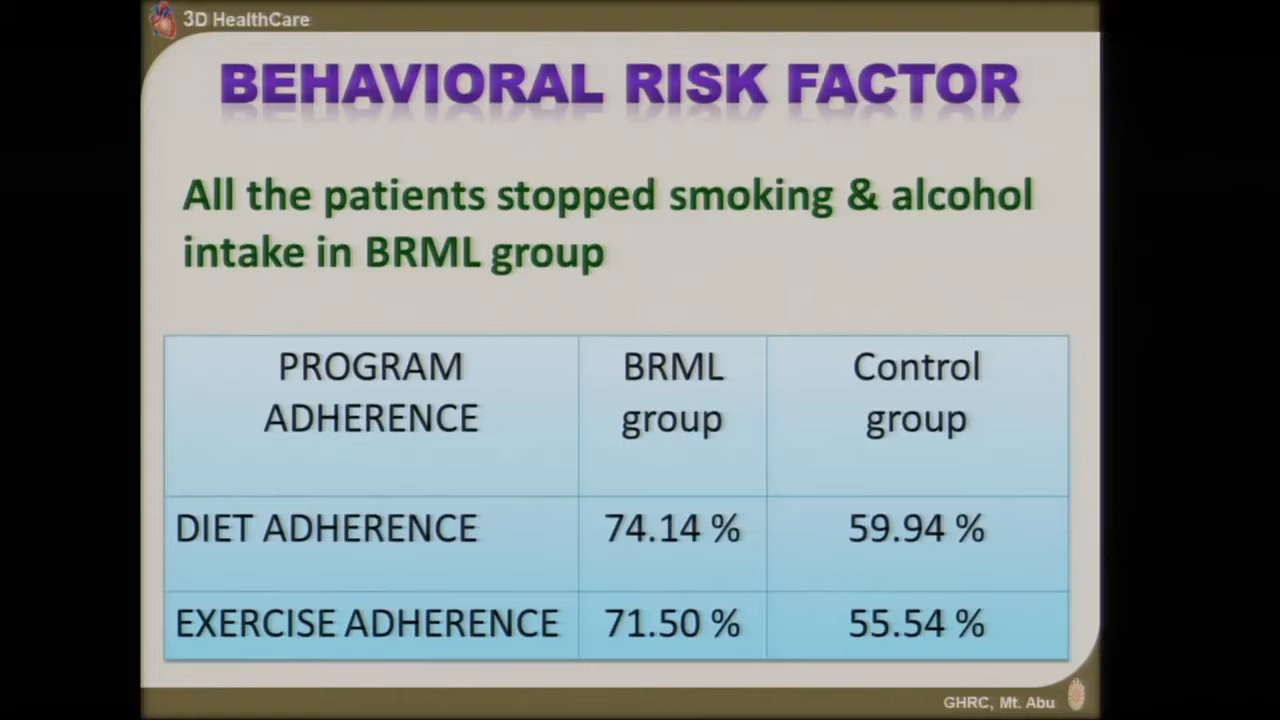 3D HealthCare
BEHAVIORAL RISK FACTOR
All the patients stopped smoking & alcohol
intake in BRML group
PROGRAM ADHERENCE BRML group Control group
DIET ADHERENCE 74.14 % 59.94 %
EXERCISE ADHERENCE 71.50 % 55.54 %
GHRC, Mt. Abu